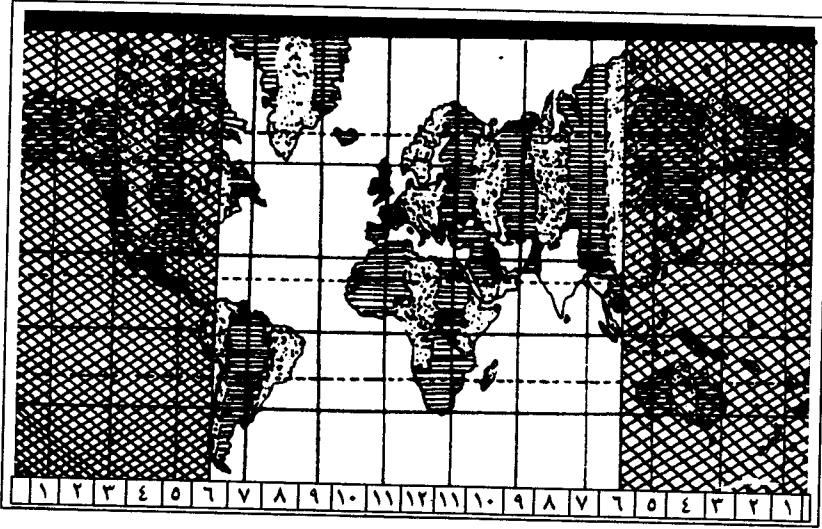 ١ ٢ ٣ ٤ ٥ ٦ ٧ ٨ ٩ ١٠ ١١ ١٢ ١١ ١٠ ٩ ٨ ٧ ٦ ٥ ٤ ٣ ٢ ١